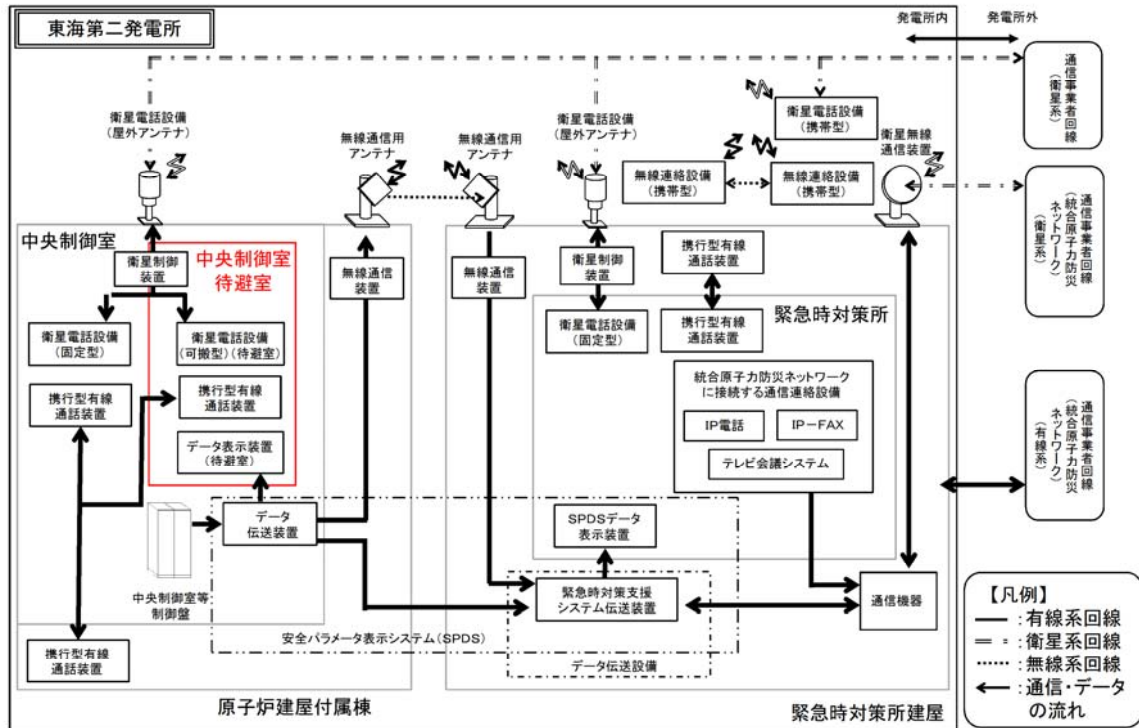 東海第二発電所
発電所内
発電所外
通信事業者回線
(衛星系)
衛星電話設備
(屋外アンテナ)
無線通信用
アンテナ
無線通信用
アンテナ
衛星電話設備
(屋外アンテナ)
衛星電話設備
(携帯型)
無線連絡設備
(携帯型)
無線連絡設備
(携帯型)
衛星無線
通信装置
通信事業者回線
(統合原子力防災
ネットワーク)
(衛星系)
中央制御室
衛星制御
装置
中央制御室
待避室
無線通信
装置
無線通信
装置
衛星制御
装置
携行型有線
通話装置
緊急時対策所
衛星電話設備
(固定型)
衛星電話設備
(可搬型)(待避室)
衛星電話設備
(固定型)
携行型有線
通話装置
携行型有線
通話装置
携行型有線
通話装置
データ表示装置
(待避室)
統合原子力防災ネットワーク
に接続する通信連絡設備
IP電話
IP-FAX
テレビ会議システム
通信事業者回線
(統合原子力防災
ネットワーク)
(有線系)
データ
伝送装置
中央制御室等
制御盤
SPDSデータ
表示装置
緊急時対策支援
システム伝送装置
通信機器
安全パラメータ表示システム(SPDS)
データ伝送設備
携行型有線
通話装置
原子炉建屋付属棟
緊急時対策所建屋
【凡例】
:有線系回線
:衛星系回線
:無線系回線
:通信・データ
の流れ